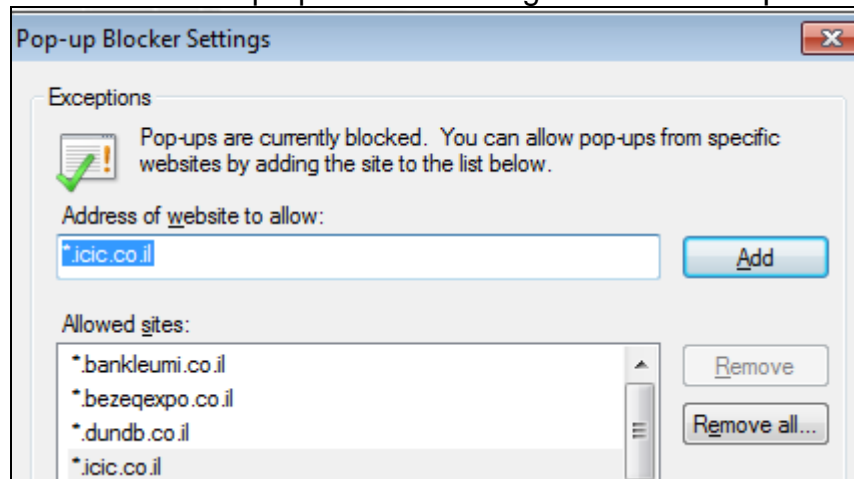 Pop-up Blocker Settings
Exceptions
Pop-ups are currently blocked. You can allow pop-ups from specific
websites by adding the site to the list below.
Address of website to allow:
*.icic.co.il
Add
Allowed sites:
*.bankleumi.co.il
Remove
*.bezeqexpo.co.il
*.dundb.co.il
Remove all...
*.icic.co.il